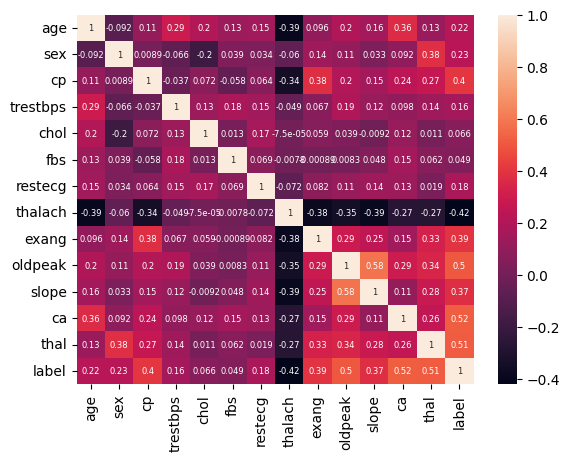 age 1 -0.092 0.11 0.29 0.2 0.13 0.15 -0.39 0.096 0.2 0.16 0.36 0.13 0.22
sex -0.092 1 0.0089 -0.066 -0.2 0.039 0.034 -0.06 0.14 0.11 0.033 0.092 0.38 0.23
cp 0.11 0.0089 1 -0.037 0.072 -0.058 0.064 -0.34 0.38 0.2 0.15 0.24 0.27 0.4
trestbps 0.29 -0.066 -0.037 1 0.13 0.18 0.15 -0.049 0.067 0.19 0.12 0.098 0.14 0.16
chol 0.2 -0.2 0.072 0.13 1 0.013 0.17 -7.5e-05 0.059 0.039 -0.0092 0.12 0.011 0.066
fbs 0.13 0.039 -0.058 0.18 0.013 1 0.069 -0.0078 -0.00089 0.0083 0.048 0.15 0.062 0.049
restecg 0.15 0.034 0.064 0.15 0.17 0.069 1 -0.072 0.082 0.11 0.14 0.13 0.019 0.18
thalach -0.39 -0.06 -0.34 -0.049 -7.5e-05 -0.0078 -0.072 1 -0.38 -0.35 -0.39 -0.27 -0.27 -0.42
exang 0.096 0.14 0.38 0.067 0.059 -0.00089 0.082 -0.38 1 0.29 0.25 0.15 0.33 0.39
oldpeak 0.2 0.11 0.2 0.19 0.039 0.0083 0.11 -0.35 0.29 1 0.58 0.29 0.34 0.5
slope 0.16 0.033 0.15 0.12 -0.0092 0.048 0.14 -0.39 0.25 0.58 1 0.11 0.28 0.37
ca 0.36 0.092 0.24 0.098 0.12 0.15 0.13 -0.27 0.15 0.29 0.11 1 0.26 0.52
thal 0.13 0.38 0.27 0.14 0.011 0.062 0.019 -0.27 0.33 0.34 0.28 0.26 1 0.51
label 0.22 0.23 0.4 0.16 0.066 0.049 0.18 -0.42 0.39 0.5 0.37 0.52 0.51 1
age sex cp trestbps chol fbs restecg thalach exang oldpeak slope ca thal label
1.0
0.8
0.6
0.4
0.2
0.0
-0.2
-0.4